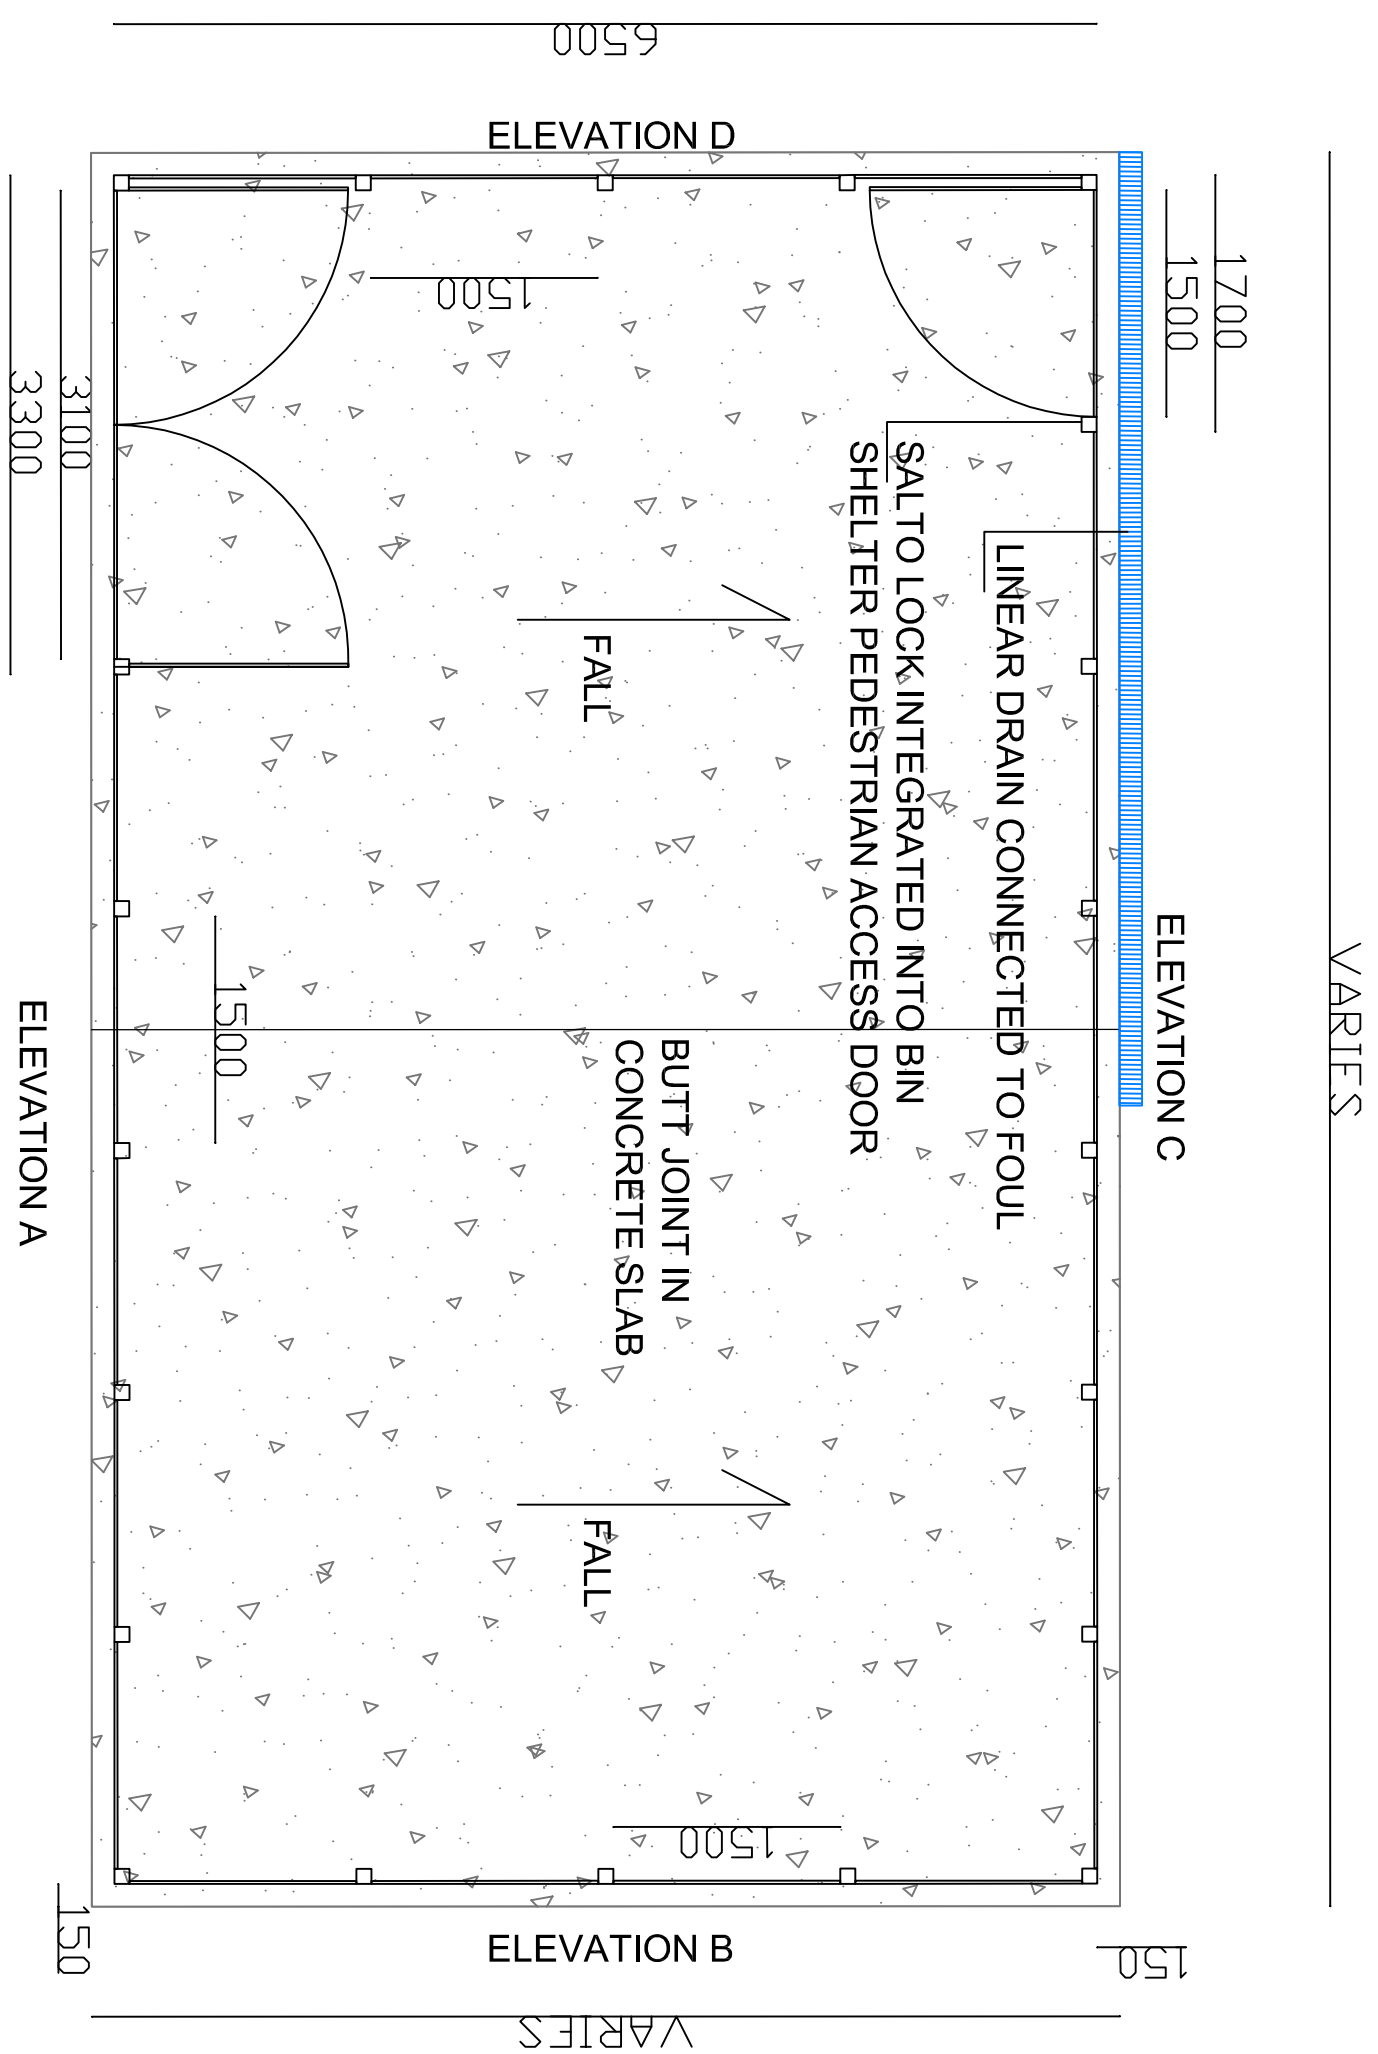 6500
ELEVATION D
1700
1500
1500
3100
3300
SALTO LOCK INTEGRATED INTO BIN
SHELTER PEDESTRIAN ACCESS DOOR
LINEAR DRAIN CONNECTED TO FOUL
FALL
ELEVATION C
VARIES
1500
ELEVATION A
BUTT JOINT IN
CONCRETE SLAB
FALL
1500
150
ELEVATION B
150
VARIES